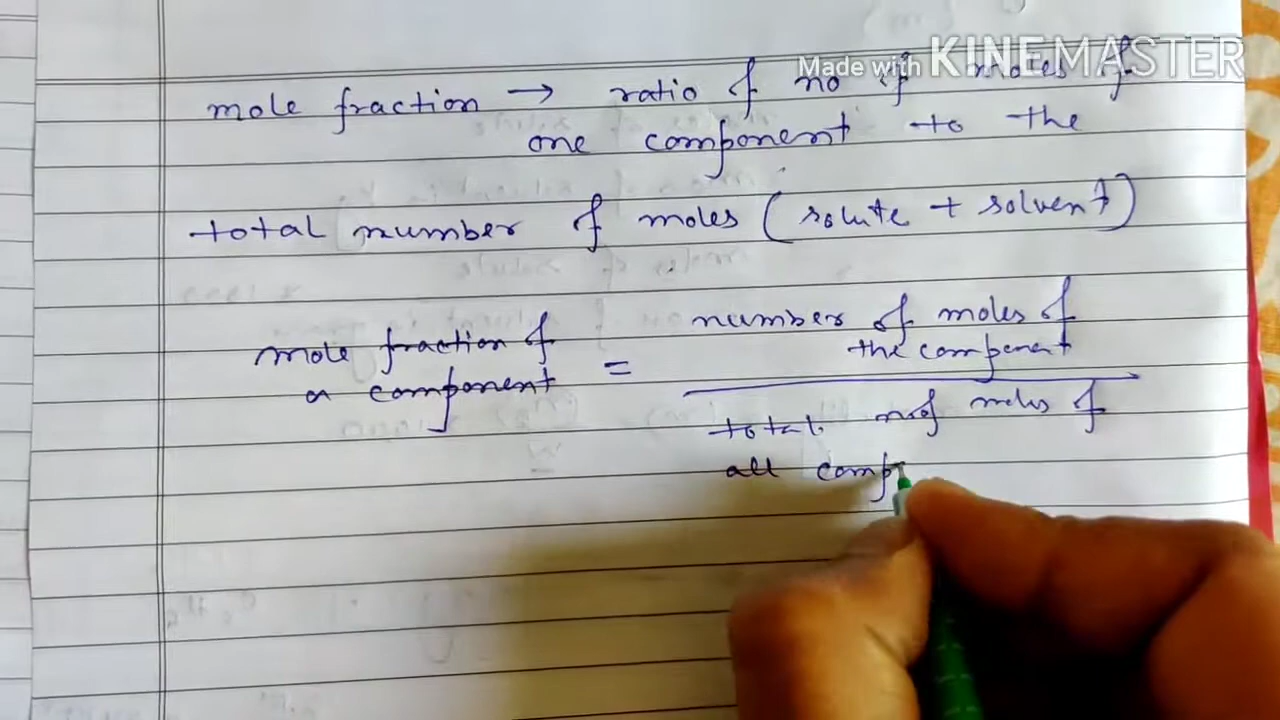 Made with KINEMASTER
mole fraction → ratio of no of moles of
one component to the
total number of moles (solute + solvent)
mole fraction of
a component
=
number of moles of
the component
total no of moles of
all comp